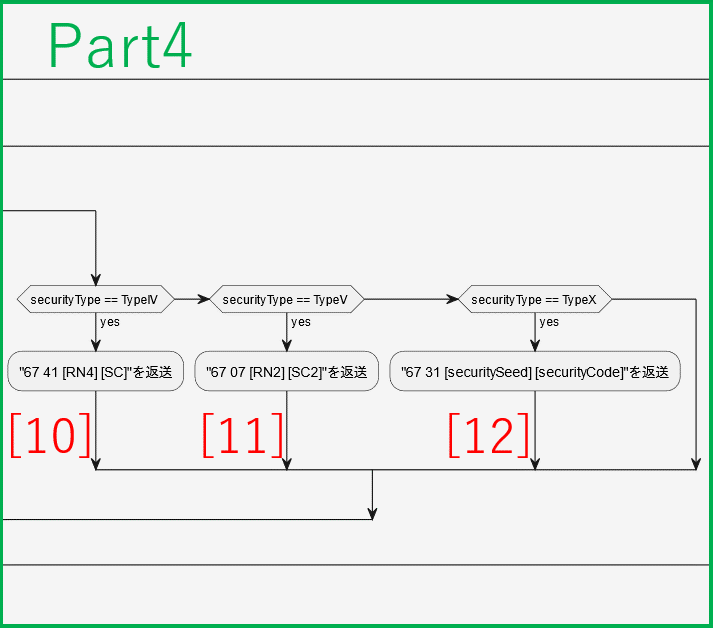 Part4
securityType == TypeIV
securityType == TypeV
securityType == TypeX
yes
yes
yes
"67 41 [RN4] [SC]"を返送
"67 07 [RN2] [SC2]"を返送
"67 31 [securitySeed] [securityCode]"を返送
[10]
[11]
[12]